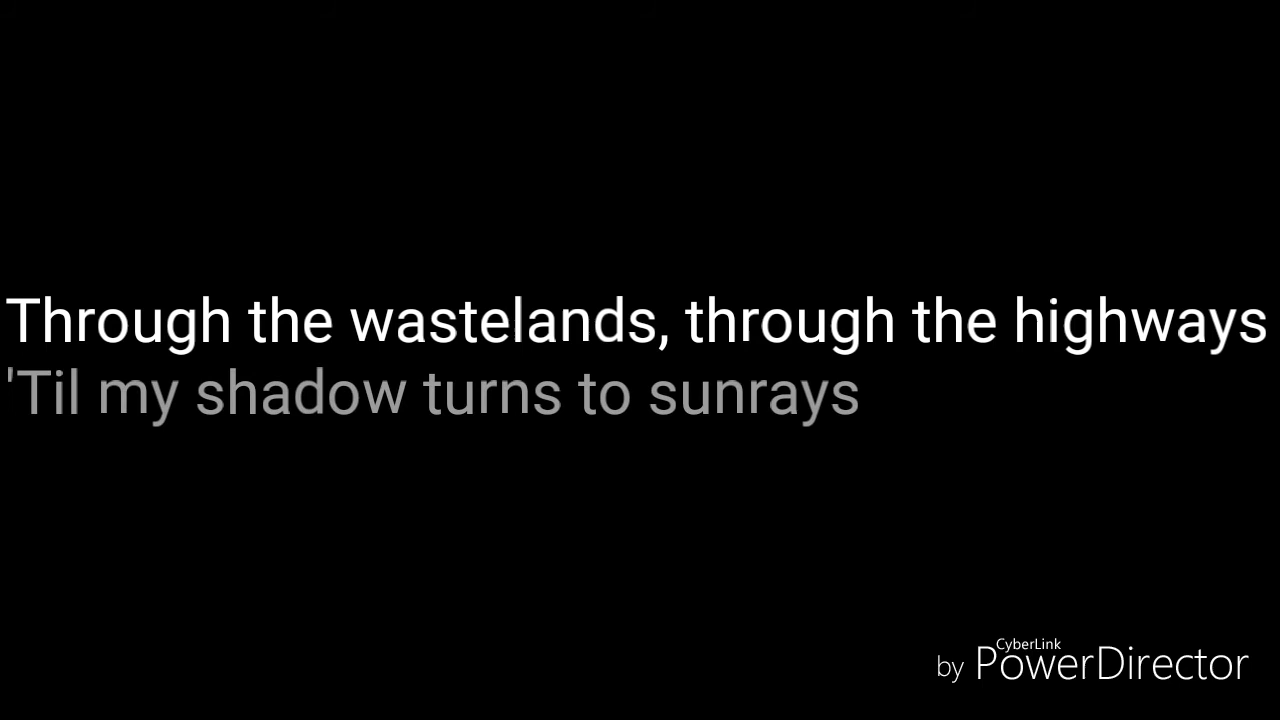 Through the wastelands, through the highways
'Til my shadow turns to sunrays
CyberLink
by PowerDirector